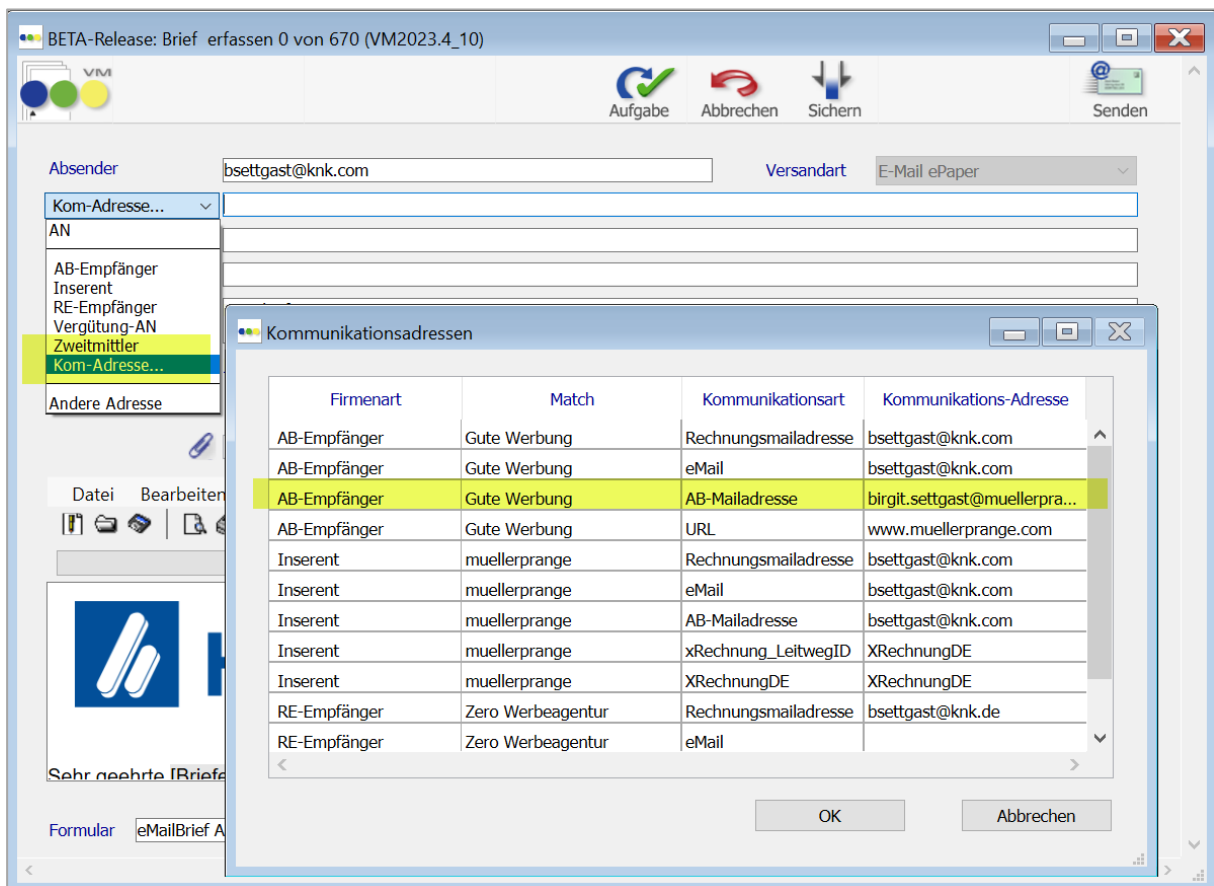 BETA-Release: Brief erfassen 0 von 670 (VM2023.4_10)
VM
Aufgabe Abbrechen Sichern Senden
Absender bsettgast@knk.com Versandart E-Mail ePaper
Kom-Adresse...
AN
AB-Empfänger
Inserent
RE-Empfänger
Vergütung-AN
Zweitmittler
Kom-Adresse...
Andere Adresse
Datei Bearbeiten
Kommunikationsadressen
Firmenart Match Kommunikationsart Kommunikations-Adresse
AB-Empfänger Gute Werbung Rechnungsmailadresse bsettgast@knk.com
AB-Empfänger Gute Werbung eMail bsettgast@knk.com
AB-Empfänger Gute Werbung AB-Mailadresse birgit.settgast@muellerpra...
AB-Empfänger Gute Werbung URL www.muellerprange.com
Inserent muellerprange Rechnungsmailadresse bsettgast@knk.com
Inserent muellerprange eMail bsettgast@knk.com
Inserent muellerprange AB-Mailadresse bsettgast@knk.com
Inserent muellerprange xRechnung_LeitwegID XRechnungDE
Inserent muellerprange XRechnungDE XRechnungDE
RE-Empfänger Zero Werbeagentur Rechnungsmailadresse bsettgast@knk.de
RE-Empfänger Zero Werbeagentur eMail
OK Abbrechen
Sehr geehrte [Briefe
Formular eMailBrief A